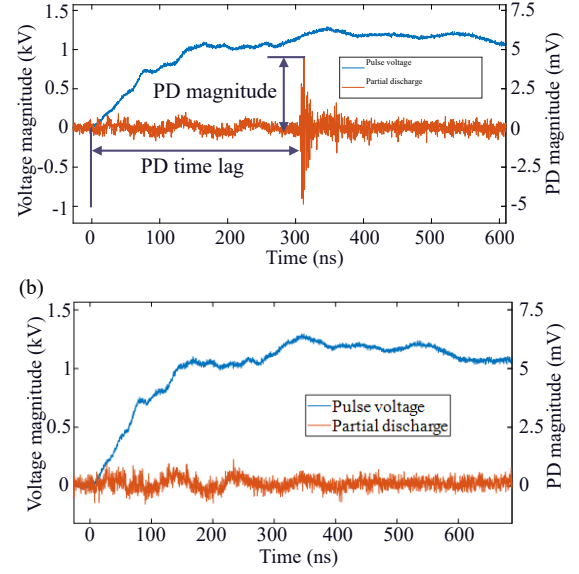 1.5
7.5
1
5
0.5
2.5
0
0
-0.5
-2.5
-1
-5
Voltage magnitude (kV)
PD magnitude (mV)
Pulse voltage
Partial discharge
PD magnitude
PD time lag
0 100 200 300 400 500 600
Time (ns)
(b)
1.5
7.5
1
5
0.5
2.5
0
0
Voltage magnitude (kV)
PD magnitude (mV)
Pulse voltage
Partial discharge
0 100 200 300 400 500 600
Time (ns)